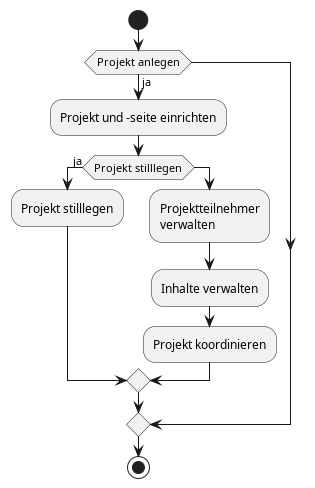 Projekt anlegen
ja
Projekt und -seite einrichten
ja
Projekt stilllegen
Projekt stilllegen
Projektteilnehmer
verwalten
Inhalte verwalten
Projekt koordinieren